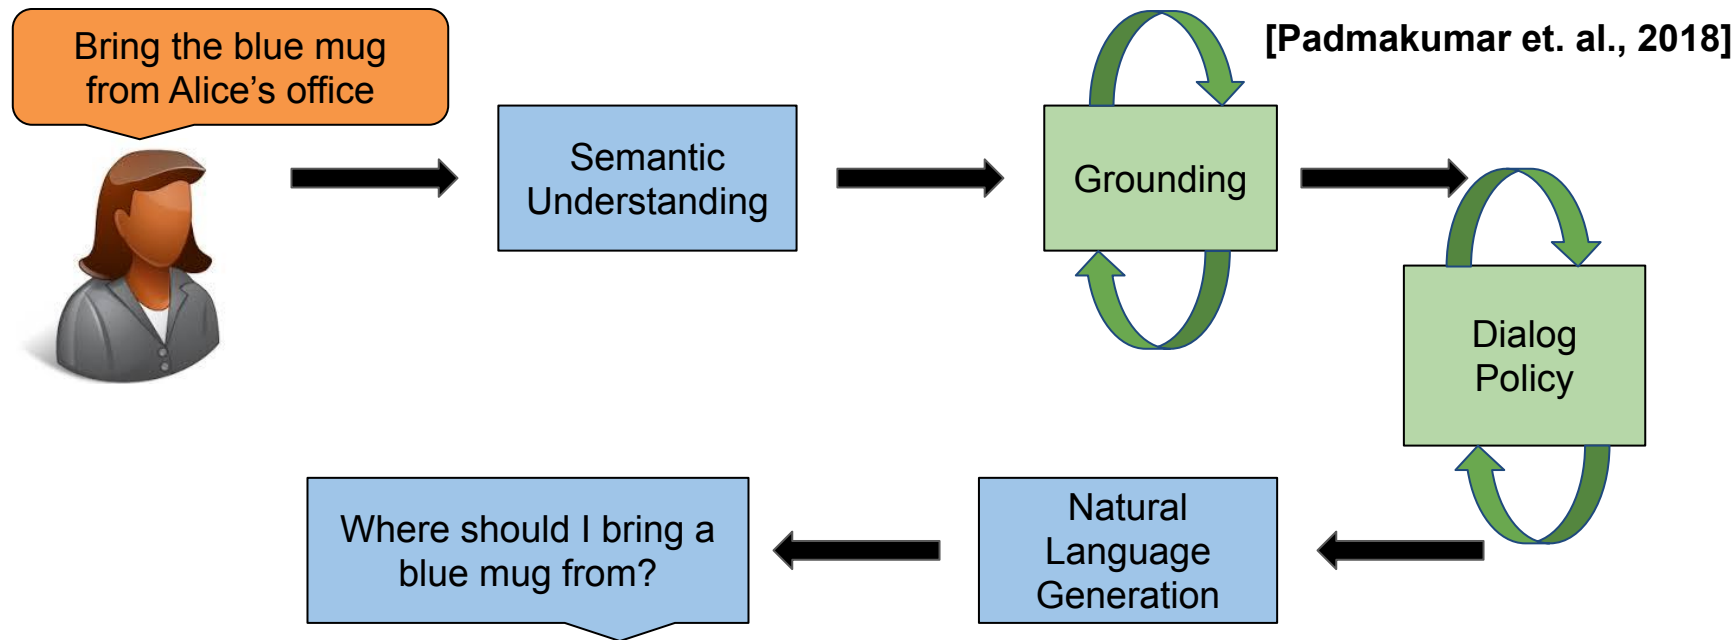 Bring the blue mug
from Alice's office
[Padmakumar et. al., 2018]
Semantic
Understanding
Grounding
Dialog
Policy
Natural
Language
Generation
Where should I bring a
blue mug from?